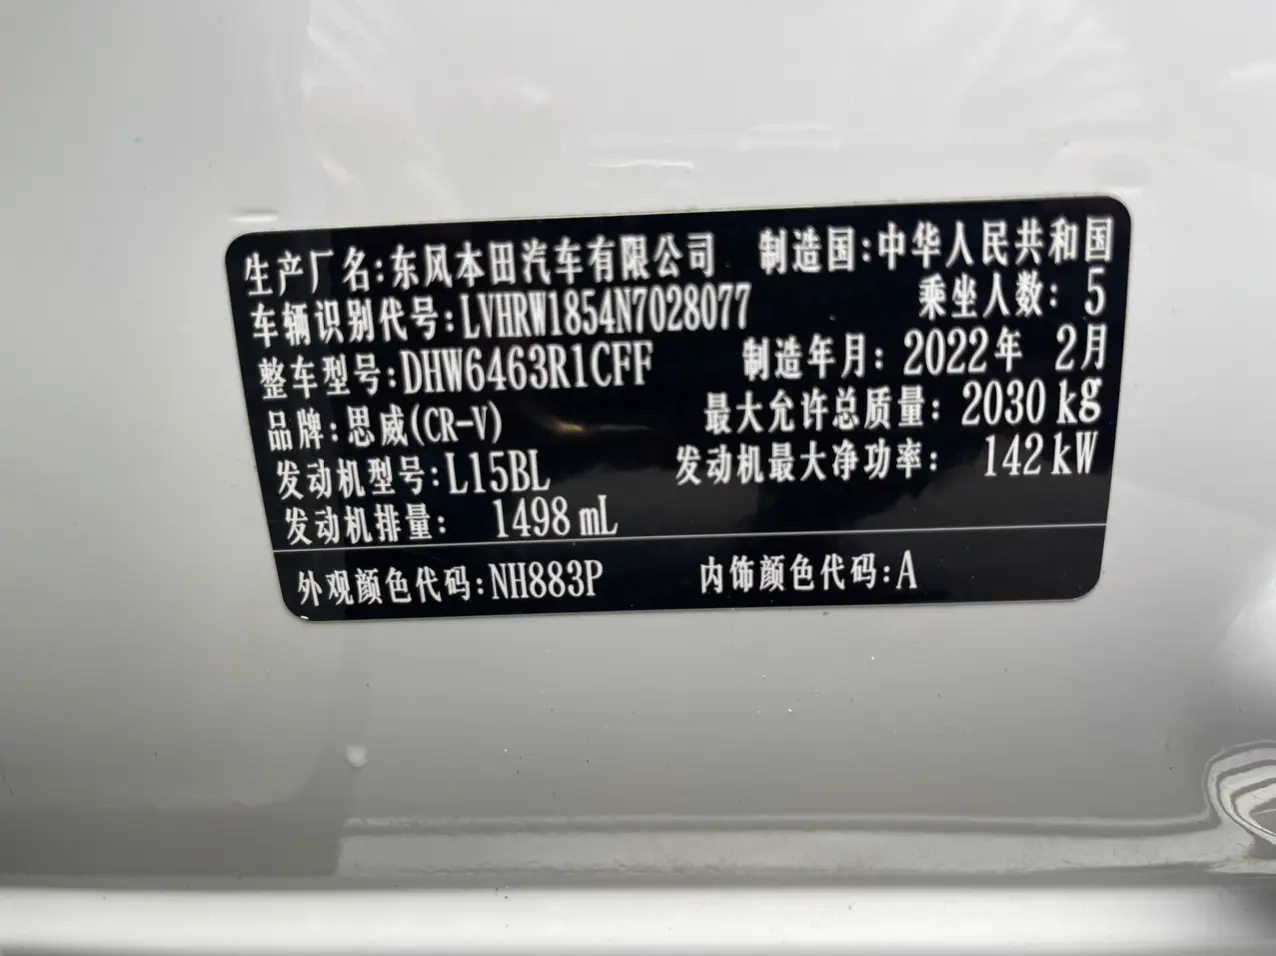 生产厂名:东风本田汽车有限公司 制造国:中华人民共和国
车辆识别代号:LVHRW1854N7028077 乘坐人数: 5
整车型号:DHW6463R1CFF 制造年月: 2022年 2月
品牌:思威(CR-V) 最大允许总质量: 2030 kg
发动机型号:L15BL 发动机最大净功率: 142 kW
发动机排量: 1498 mL
外观颜色代码:NH883P 内饰颜色代码:A